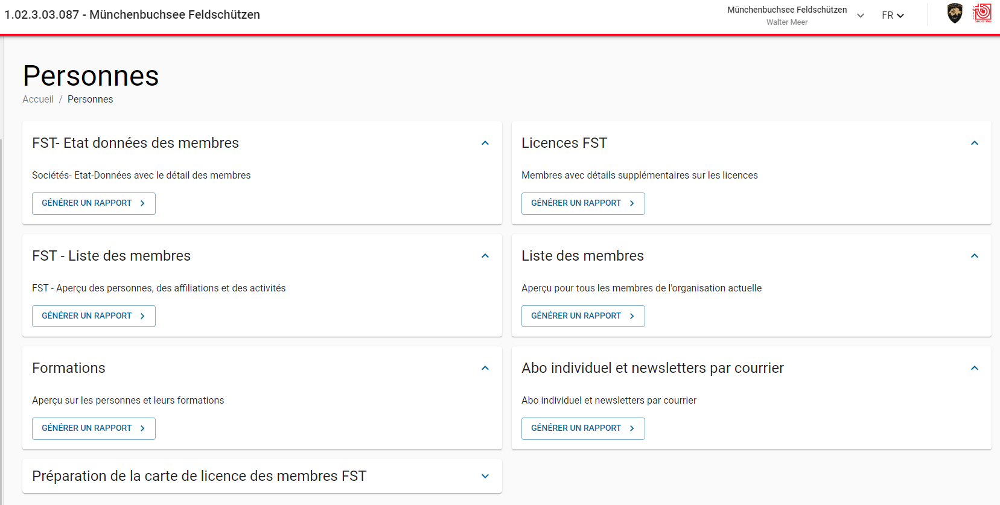 1.02.3.03.087 - Münchenbuchsee Feldschützen
Münchenbuchsee Feldschützen
Walter Meer
FR
Personnes
Accueil / Personnes
FST- Etat données des membres
Sociétés- Etat-Données avec le détail des membres
GÉNÉRER UN RAPPORT
Licences FST
Membres avec détails supplémentaires sur les licences
GÉNÉRER UN RAPPORT
FST - Liste des membres
FST - Aperçu des personnes, des affiliations et des activités
GÉNÉRER UN RAPPORT
Liste des membres
Aperçu pour tous les membres de l'organisation actuelle
GÉNÉRER UN RAPPORT
Formations
Aperçu sur les personnes et leurs formations
GÉNÉRER UN RAPPORT
Abo individuel et newsletters par courrier
Abo individuel et newsletters par courrier
GÉNÉRER UN RAPPORT
Préparation de la carte de licence des membres FST